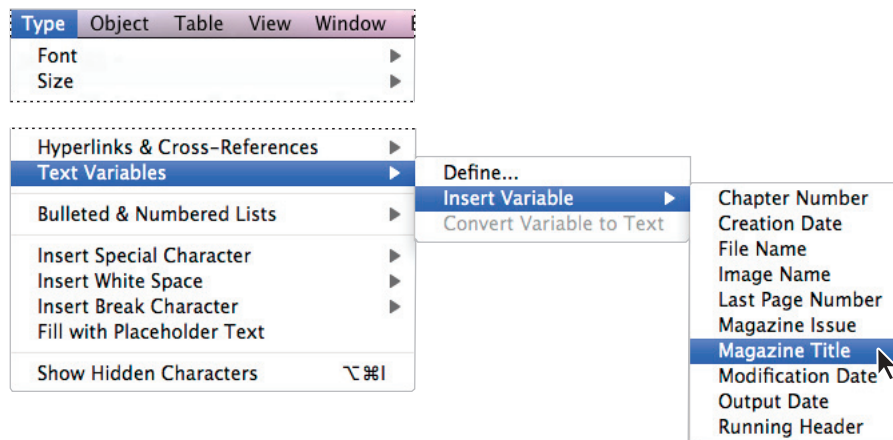 Type Object Table View Window
Font
Size
Hyperlinks & Cross-References
Text Variables
Bulleted & Numbered Lists
Insert Special Character
Insert White Space
Insert Break Character
Fill with Placeholder Text
Show Hidden Characters ⌥⌘I
Define...
Insert Variable
Convert Variable to Text
Chapter Number
Creation Date
File Name
Image Name
Last Page Number
Magazine Issue
Magazine Title
Modification Date
Output Date
Running Header